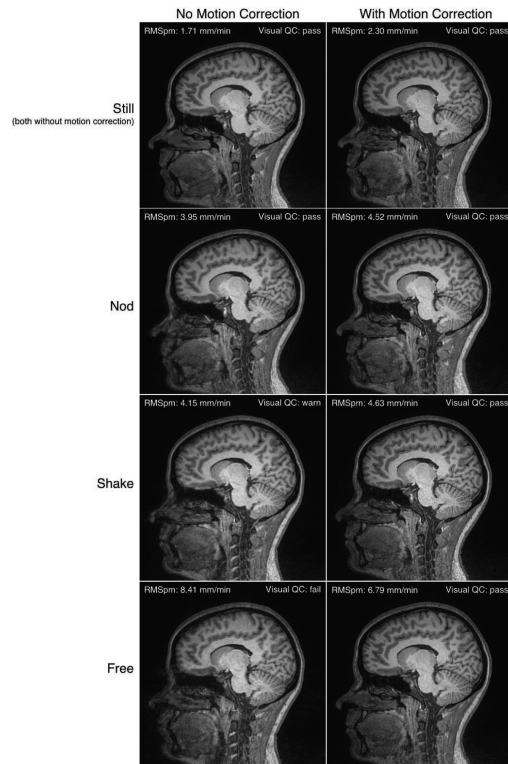 No Motion Correction
With Motion Correction
RMSpm: 1.71 mm/min
Visual QC: pass
RMSpm: 2.30 mm/min
Visual QC: pass
Still
(both without motion correction)
RMSpm: 3.95 mm/min
Visual QC: pass
RMSpm: 4.52 mm/min
Visual QC: pass
Nod
RMSpm: 4.15 mm/min
Visual QC: warn
RMSpm: 4.63 mm/min
Visual QC: pass
Shake
RMSpm: 8.41 mm/min
Visual QC: fail
RMSpm: 6.79 mm/min
Visual QC: pass
Free